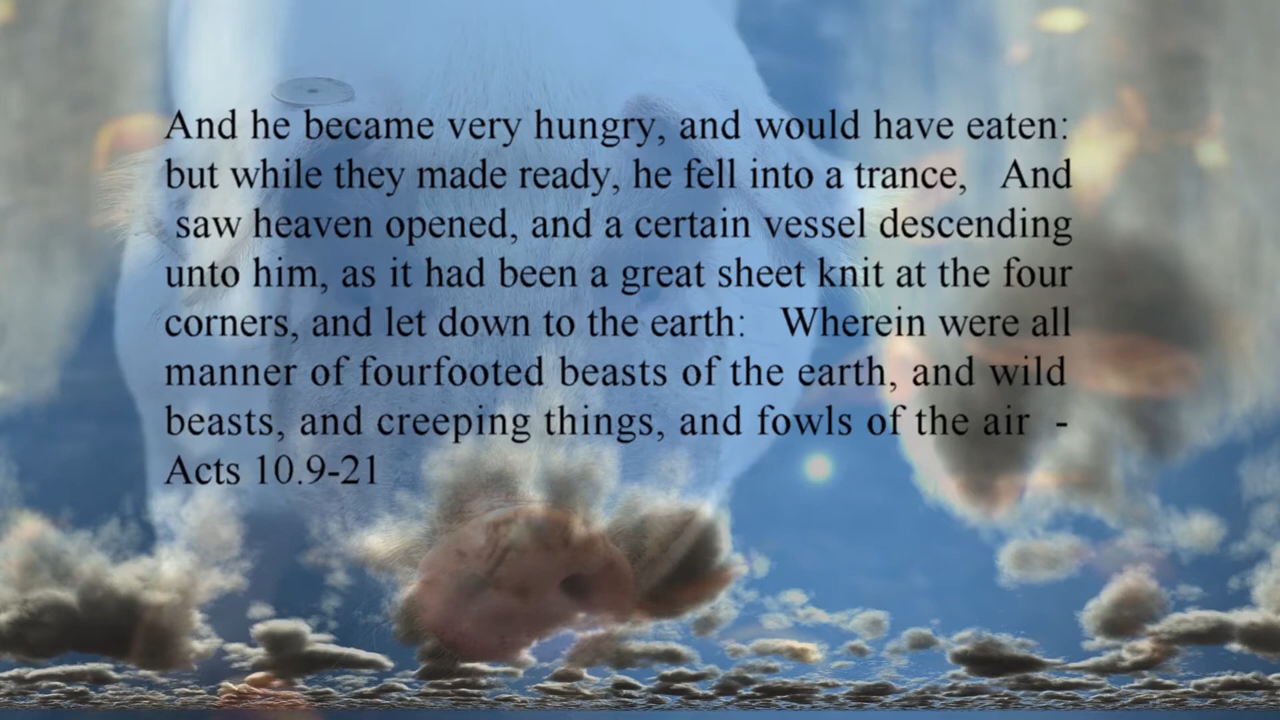 And he became very hungry, and would have eaten:
but while they made ready, he fell into a trance, And
saw heaven opened, and a certain vessel descending
unto him, as it had been a great sheet knit at the four
corners, and let down to the earth: Wherein were all
manner of fourfooted beasts of the earth, and wild
beasts, and creeping things, and fowls of the air -
Acts 10.9-21